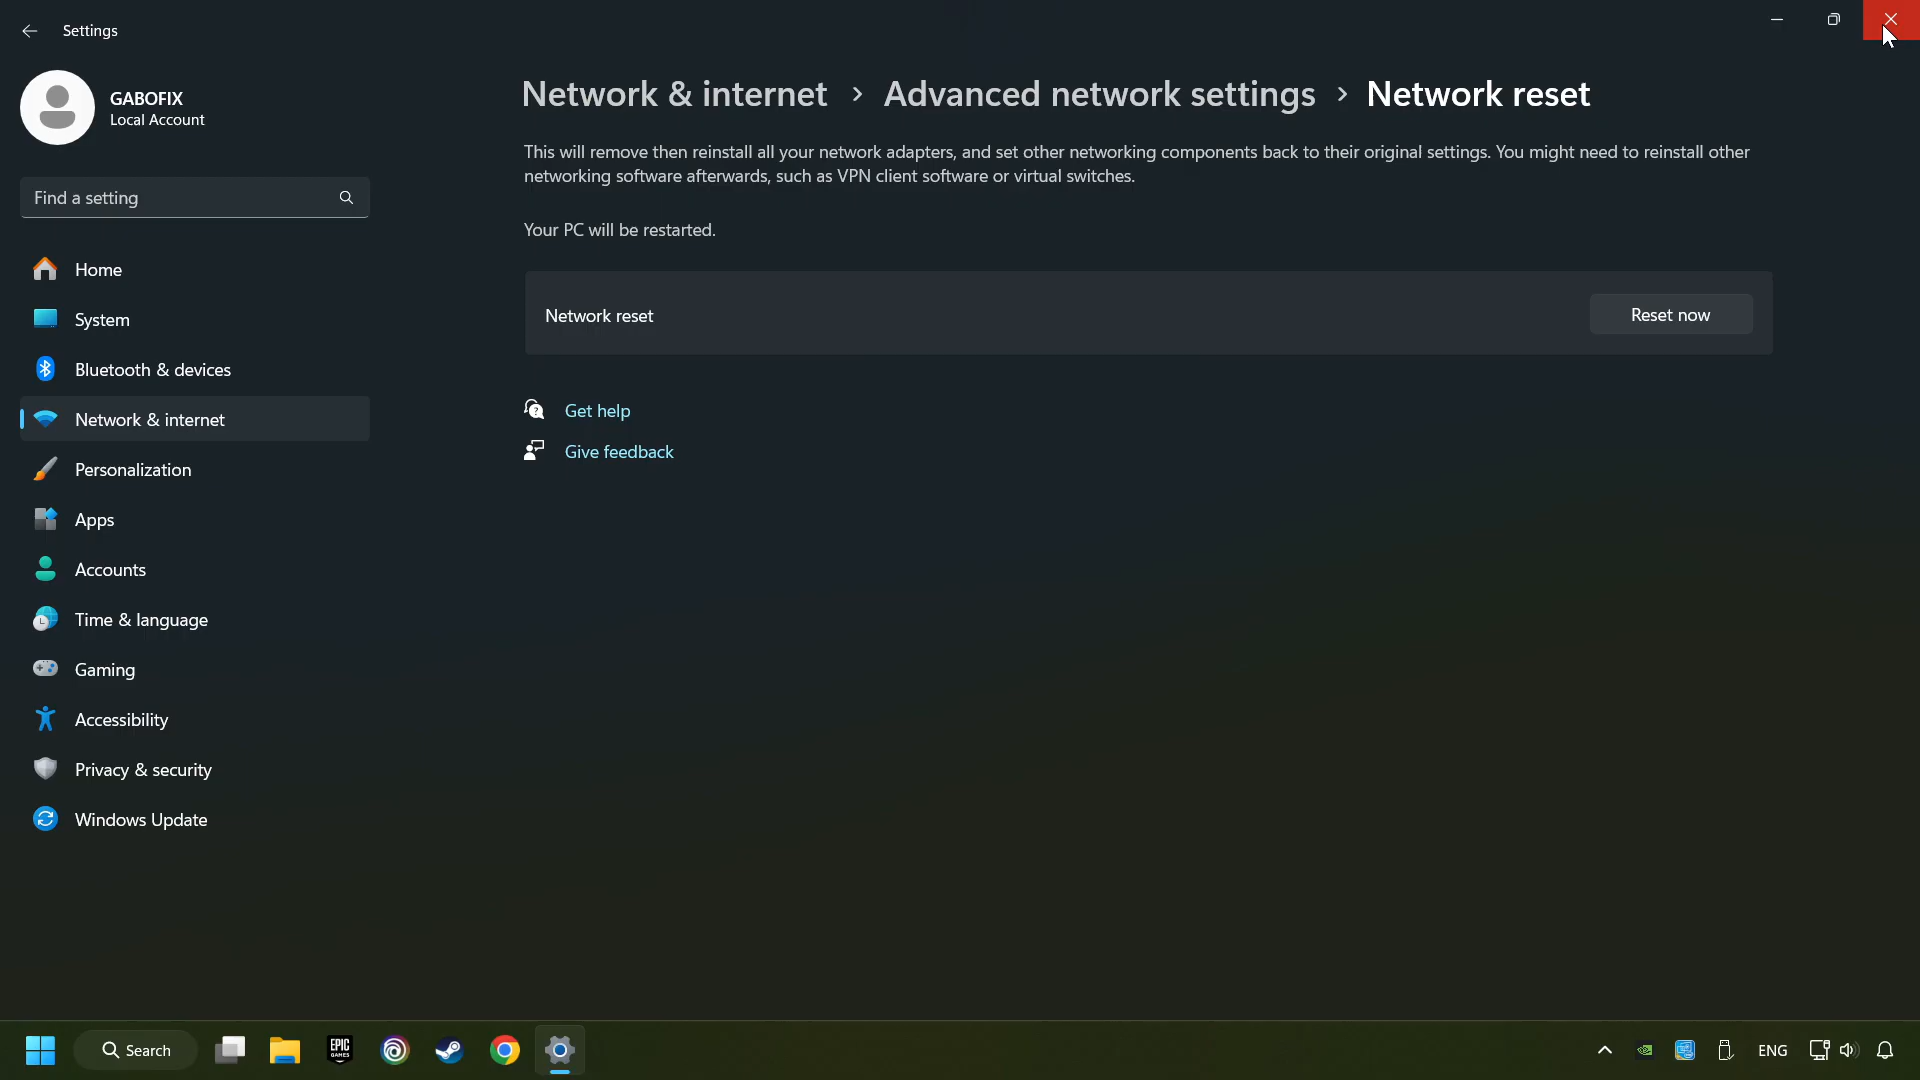 Settings
GABOFIX
Local Account
Find a setting
Home
System
Bluetooth & devices
Network & internet
Personalization
Apps
Accounts
Time & language
Gaming
Accessibility
Privacy & security
Windows Update
Network & internet > Advanced network settings > Network reset
This will remove then reinstall all your network adapters, and set other networking components back to their original settings. You might need to reinstall other
networking software afterwards, such as VPN client software or virtual switches.
Your PC will be restarted.
Network reset
Reset now
Get help
Give feedback
Search
EPIC
GAMES
ENG